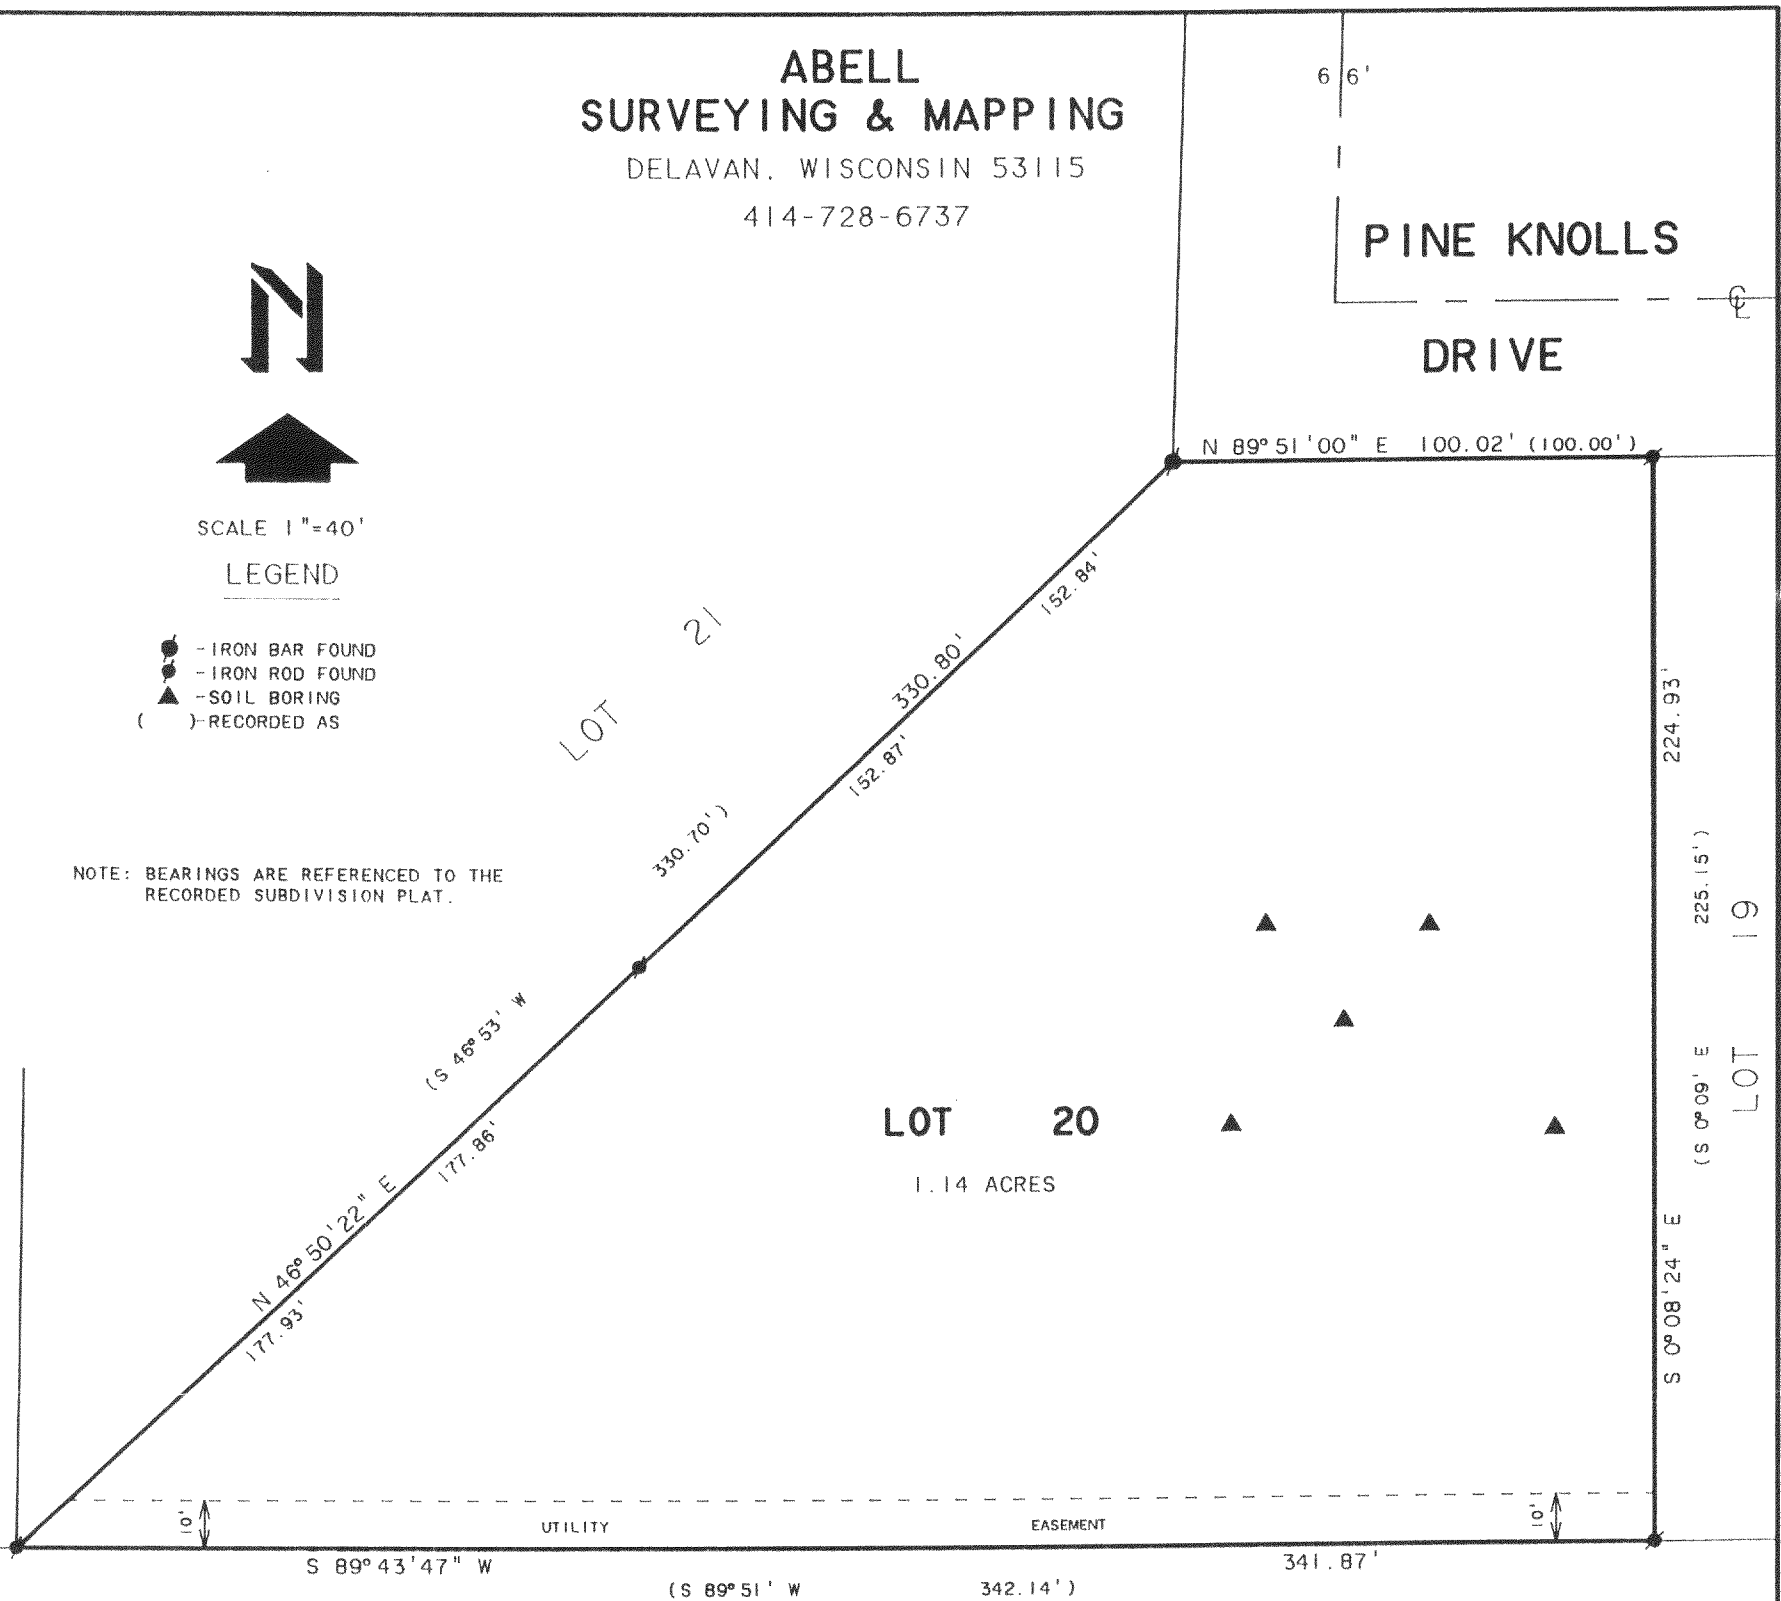 ABELL
SURVEYING & MAPPING
DELAVAN, WISCONSIN 53115
414-728-6737
66'
PINE KNOLLS
DRIVE
℄
N
SCALE 1"=40'
LEGEND
-IRON BAR FOUND
-IRON ROD FOUND
-SOIL BORING
( )-RECORDED AS
NOTE: BEARINGS ARE REFERENCED TO THE
RECORDED SUBDIVISION PLAT.
N 89°51'00" E 100.02' (100.00')
LOT 21
152.84'
330.80'
152.87'
330.70')
(S 46°53' W
177.86'
N 46°50'22" E
177.93'
224.93'
225.15')
(S 0°09' E
S 0°08'24" E
LOT 19
LOT 20
1.14 ACRES
10'
UTILITY EASEMENT
10'
S 89°43'47" W 341.87'
(S 89°51' W 342.14')